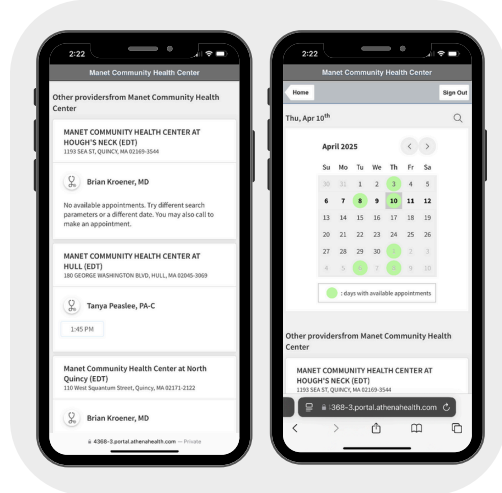 2:22
Manet Community Health Center
Other providersfrom Manet Community Health
Center
MANET COMMUNITY HEALTH CENTER AT
HOUGH'S NECK (EDT)
1193 SEA ST, QUINCY, MA 02169-3544
Brian Kroener, MD
No available appointments. Try different search
parameters or a different date. You may also call to
make an appointment.
MANET COMMUNITY HEALTH CENTER AT
HULL (EDT)
180 GEORGE WASHINGTON BLVD, HULL, MA 02045-3069
Tanya Peaslee, PA-C
1:45 PM
Manet Community Health Center at North
Quincy (EDT)
110 West Squantum Street, Quincy, MA 02171-2122
Brian Kroener, MD
4368-3.portal.athenahealth.com — Private
2:22
Manet Community Health Center
Home Sign Out
Thu, Apr 10th
April 2025 < >
Su Mo Tu We Th Fr Sa
30 31 1 2 3 4 5
6 7 8 9 10 11 12
13 14 15 16 17 18 19
20 21 22 23 24 25 26
27 28 29 30 1 2 3
4 5 6 7 8 9 10
: days with available appointments
Other providersfrom Manet Community Health
Center
MANET COMMUNITY HEALTH CENTER AT
HOUGH'S NECK (EDT)
1193 SEA ST, QUINCY, MA 02169-3544
368-3.portal.athenahealth.com